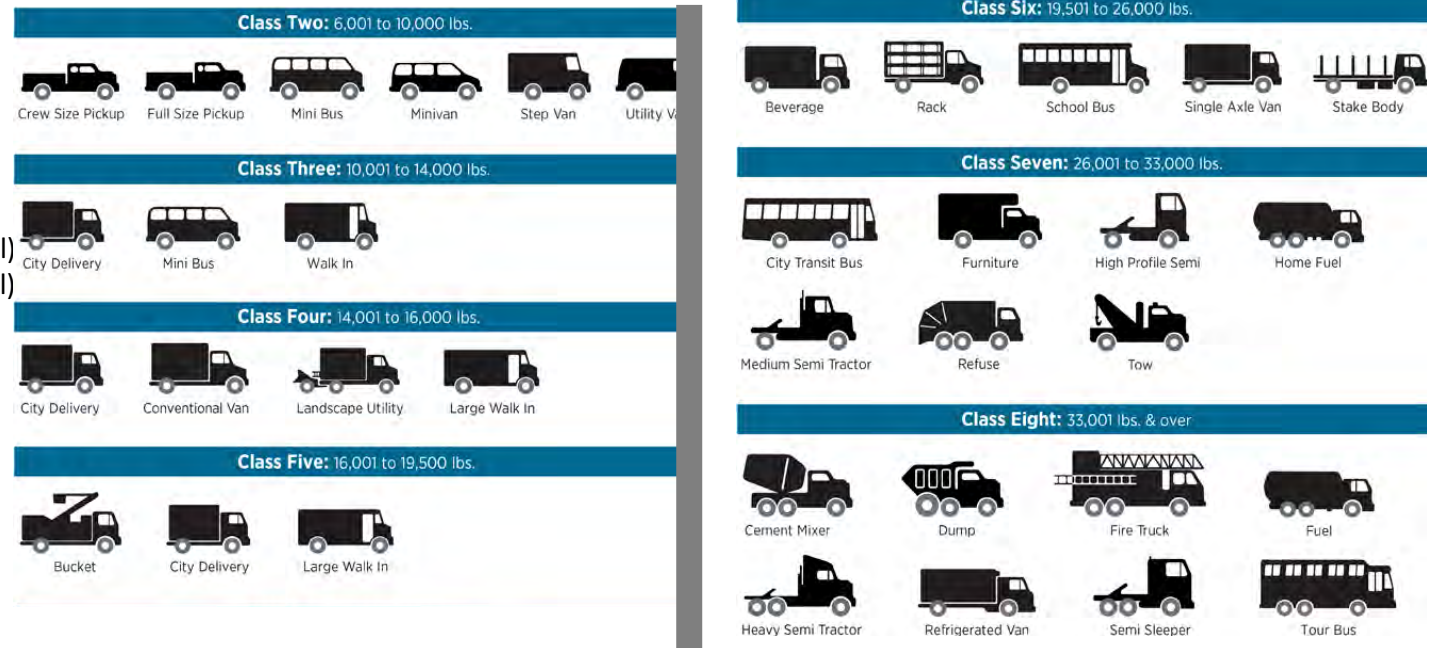 Class Two: 6,001 to 10,000 lbs.
Crew Size Pickup Full Size Pickup Mini Bus Minivan Step Van Utility Va
Class Three: 10,001 to 14,000 lbs.
l)
City Delivery Mini Bus Walk In
l)
Class Four: 14,001 to 16,000 lbs.
City Delivery Conventional Van Landscape Utility Large Walk In
Class Five: 16,001 to 19,500 lbs.
Bucket City Delivery Large Walk In
Class Six: 19,501 to 26,000 lbs.
Beverage Rack School Bus Single Axle Van Stake Body
Class Seven: 26,001 to 33,000 lbs.
City Transit Bus Furniture High Profile Semi Home Fuel
Medium Semi Tractor Refuse Tow
Class Eight: 33,001 lbs. & over
Cement Mixer Dump Fire Truck Fuel
Heavy Semi Tractor Refrigerated Van Semi Sleeper Tour Bus